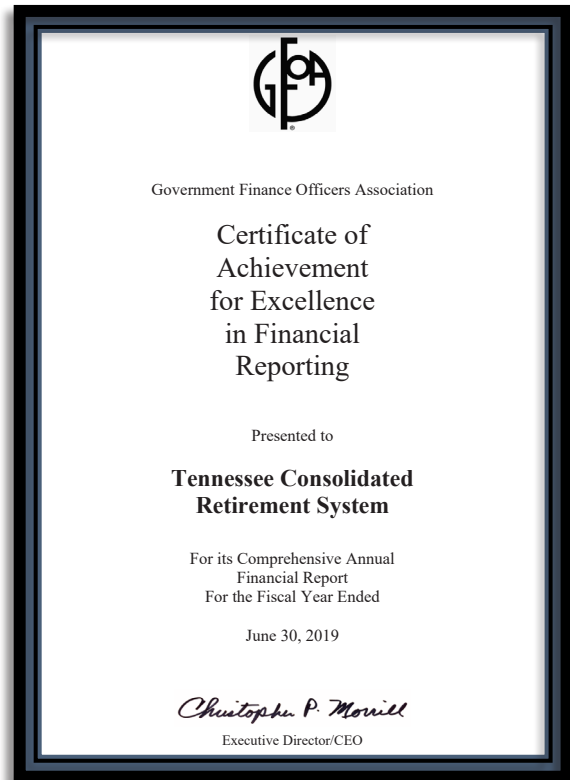 GFOA
®
Government Finance Officers Association
Certificate of
Achievement
for Excellence
in Financial
Reporting
Presented to
Tennessee Consolidated
Retirement System
For its Comprehensive Annual
Financial Report
For the Fiscal Year Ended
June 30, 2019
Christopher P. Morrill
Executive Director/CEO